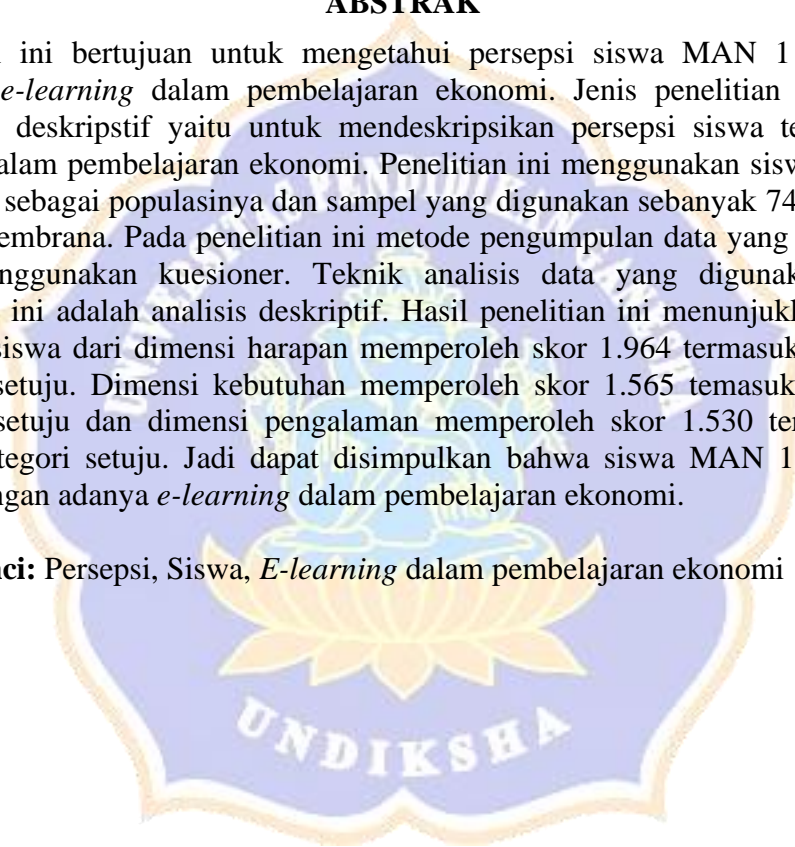 ABSTRAK
ini bertujuan untuk mengetahui persepsi siswa MAN 1
e-learning dalam pembelajaran ekonomi. Jenis penelitian
deskripstif yaitu untuk mendeskripsikan persepsi siswa te
alam pembelajaran ekonomi. Penelitian ini menggunakan sisw
sebagai populasinya dan sampel yang digunakan sebanyak 74
embrana. Pada penelitian ini metode pengumpulan data yang
nggunakan kuesioner. Teknik analisis data yang digunak
ini adalah analisis deskriptif. Hasil penelitian ini menunjukk
siswa dari dimensi harapan memperoleh skor 1.964 termasuk
setuju. Dimensi kebutuhan memperoleh skor 1.565 temasuk
setuju dan dimensi pengalaman memperoleh skor 1.530 ter
tegori setuju. Jadi dapat disimpulkan bahwa siswa MAN 1
ngan adanya e-learning dalam pembelajaran ekonomi.
nci: Persepsi, Siswa, E-learning dalam pembelajaran ekonomi
UNIVERSITAS PENDIDIKAN GANESHA
UNDIKSHA